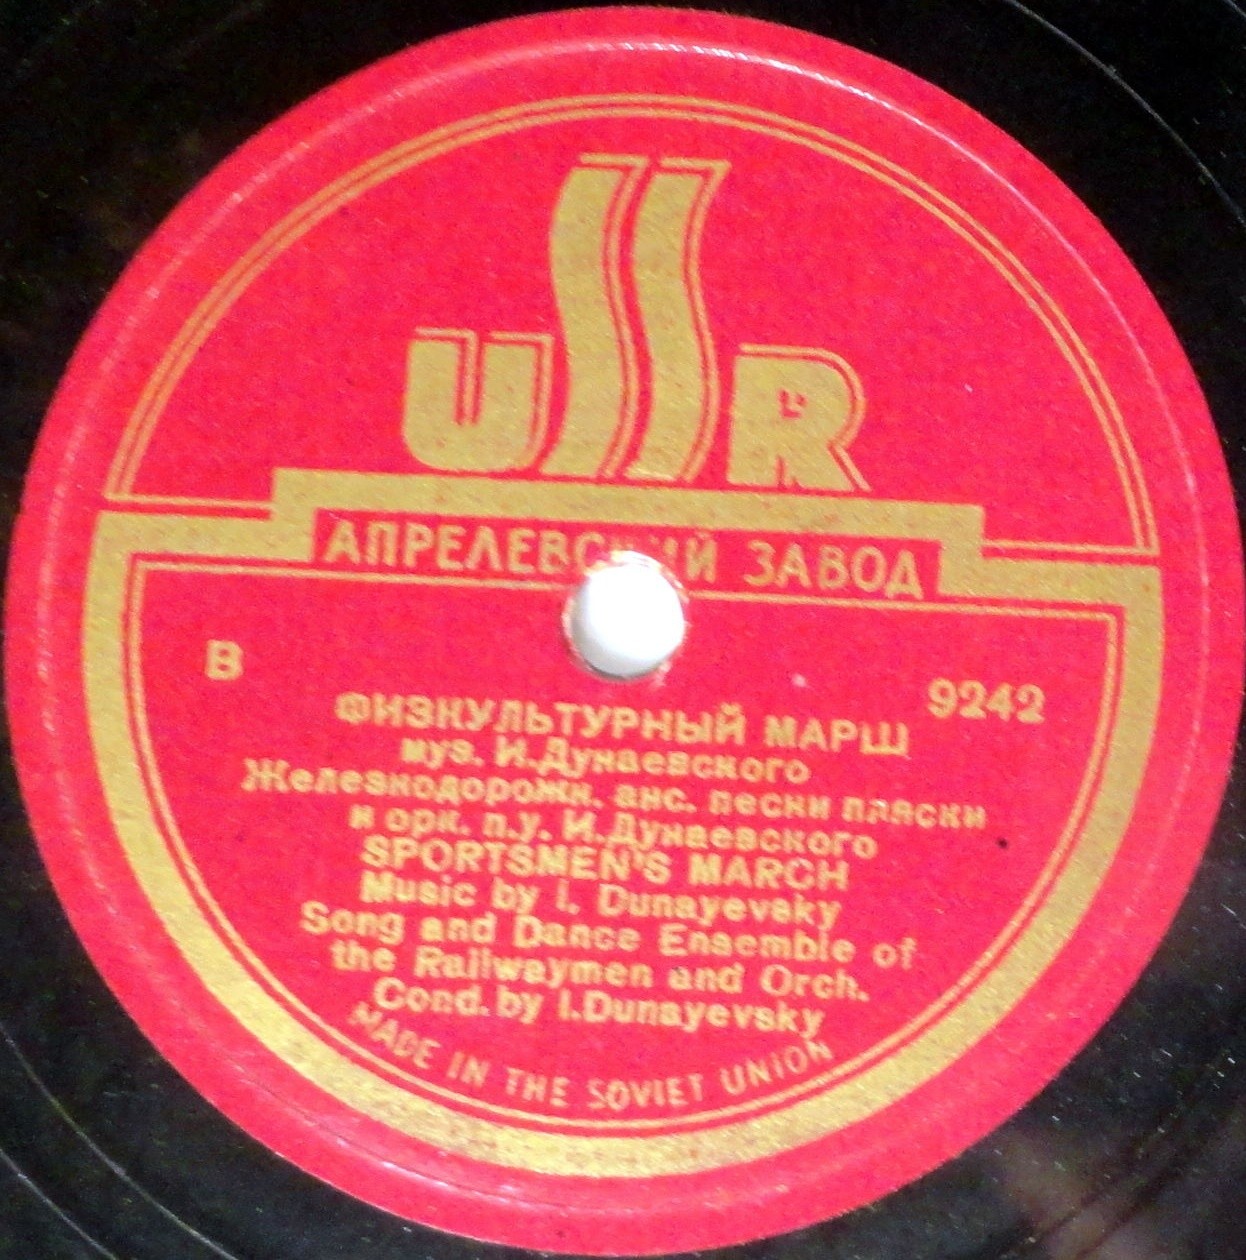 USSR
АПРЕЛЕВСКИЙ ЗАВОД
В 9242
ФИЗКУЛЬТУРНЫЙ МАРШ
муз. И.Дунаевского
Железнодорожн. анс. песни пляски
и орк. п.у. И.Дунаевского
SPORTSMEN'S MARCH
Music by I. Dunayevsky
Song and Dance Ensemble of
the Railwaymen and Orch.
Cond. by I.Dunayevsky
MADE IN THE SOVIET UNION